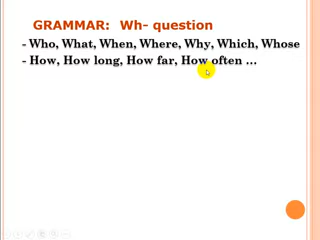 GRAMMAR: Wh- question
- Who, What, When, Where, Why, Which, Whose
- How, How long, How far, How often ...